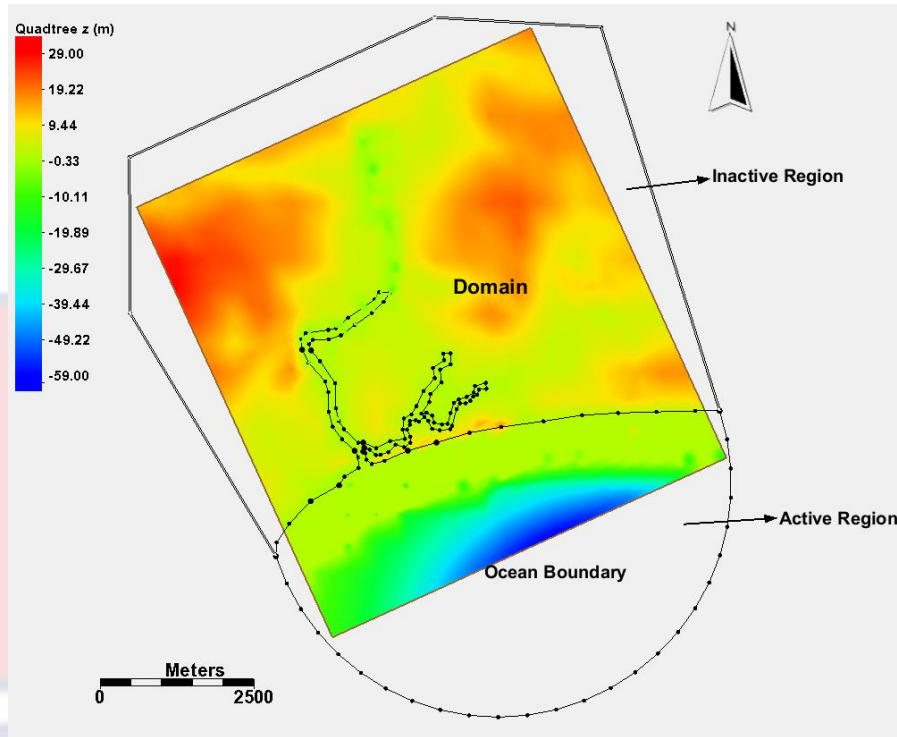 Quadtree z (m)
29.00
19.22
9.44
-0.33
-10.11
-19.89
-29.67
-39.44
-49.22
-59.00
N
Inactive Region
Domain
Active Region
Ocean Boundary
Meters
0 2500